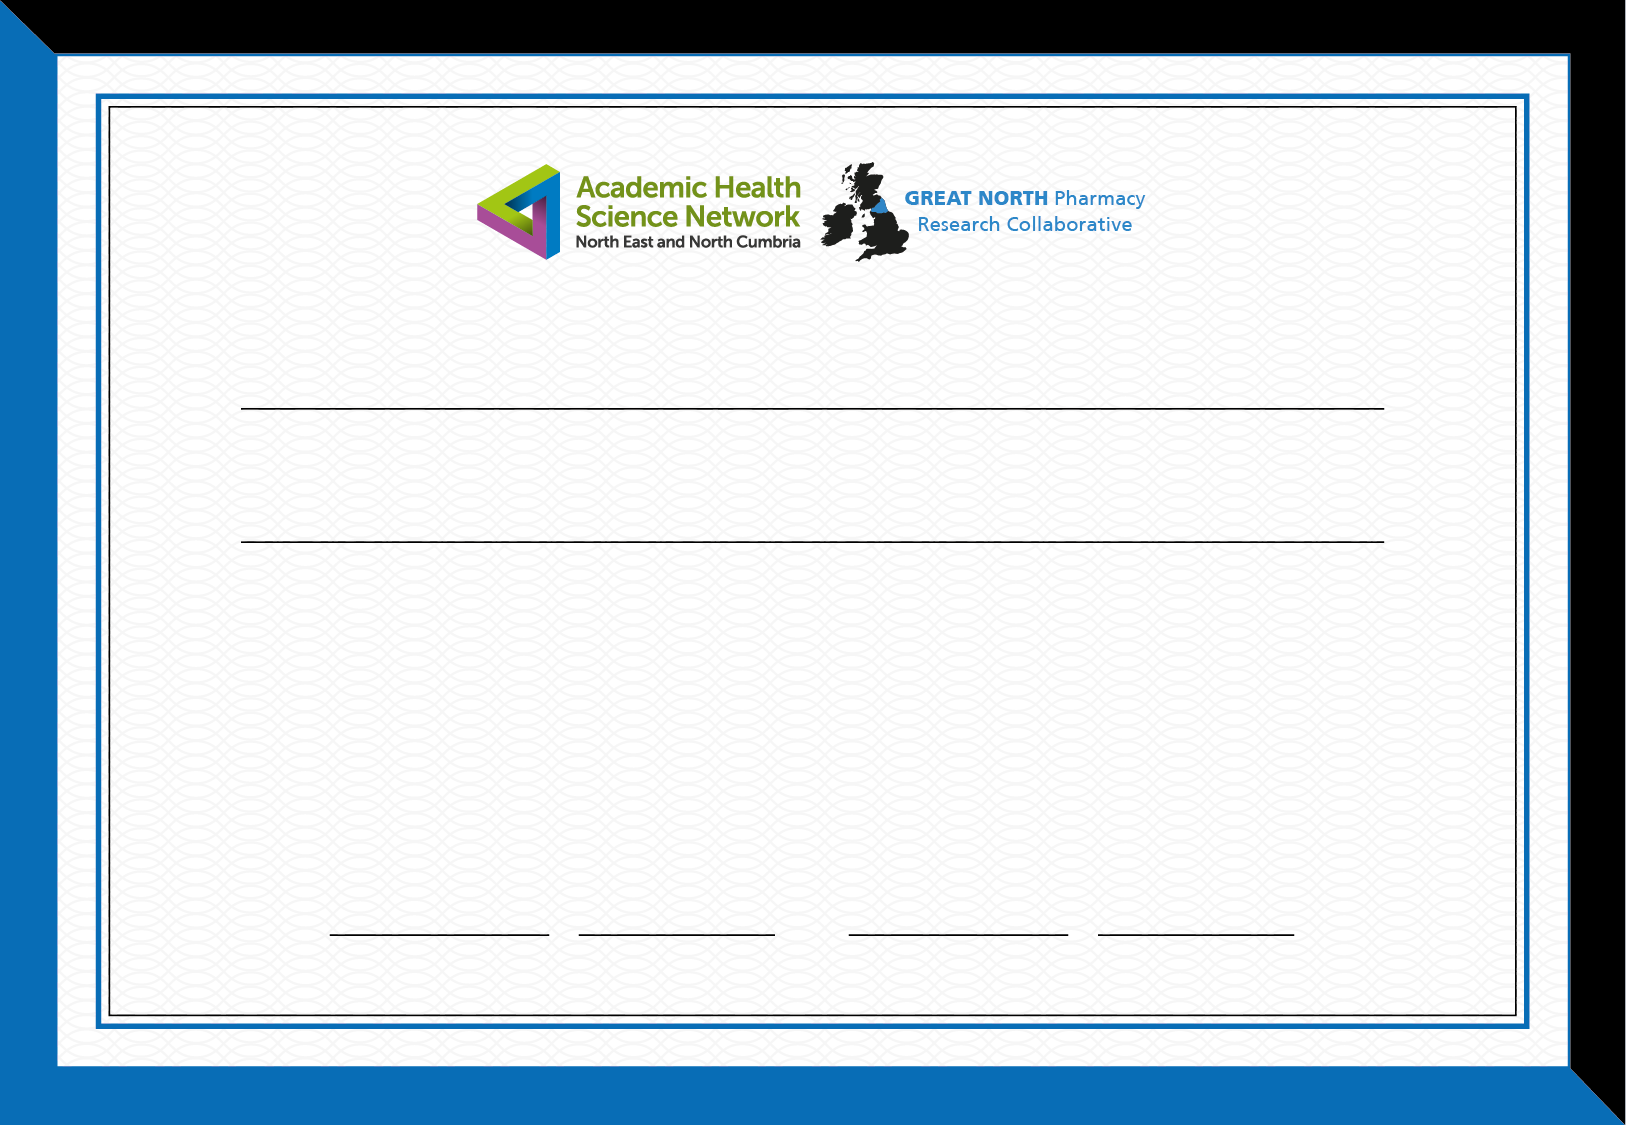 Academic Health
Science Network
North East and North Cumbria
GREAT NORTH Pharmacy
Research Collaborative